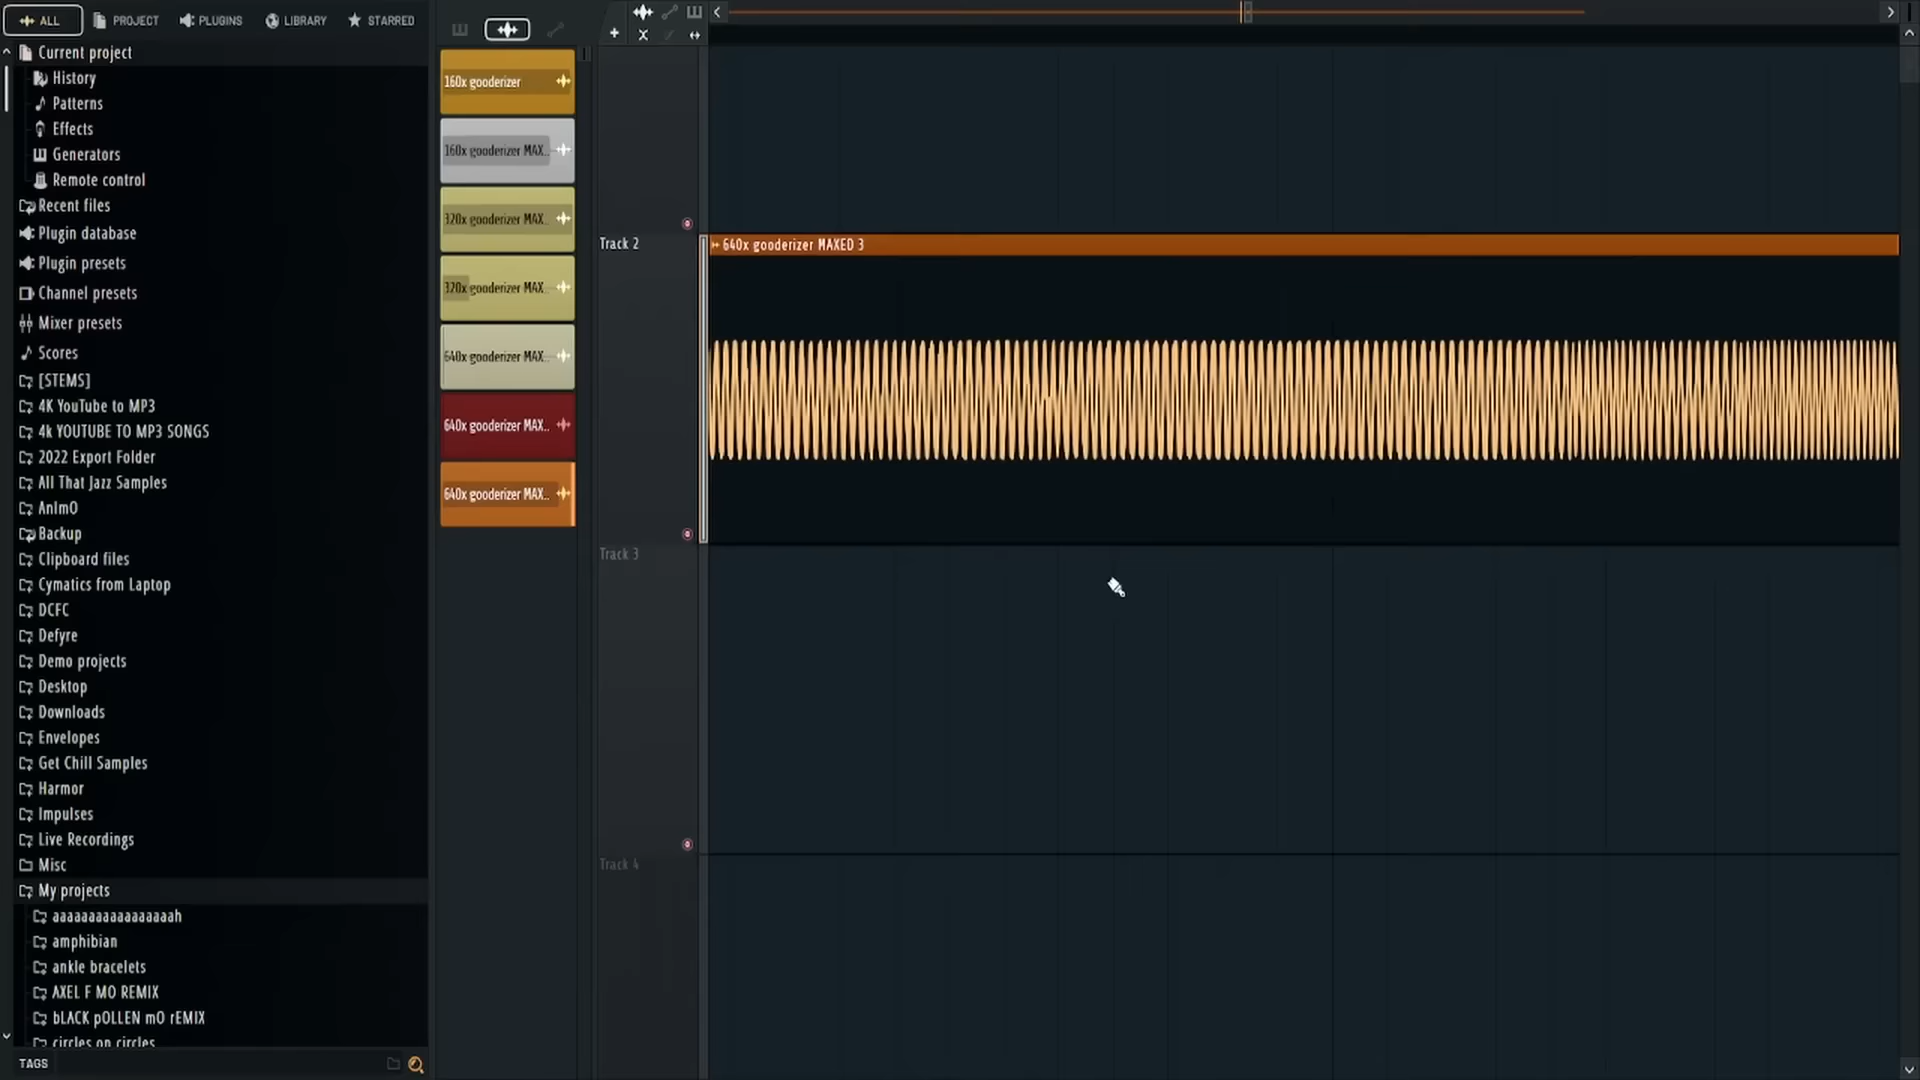 ALL PROJECT PLUGINS LIBRARY STARRED
Current project
History
Patterns
Effects
Generators
Remote control
Recent files
Plugin database
Plugin presets
Channel presets
Mixer presets
Scores
[STEMS]
4K YouTube to MP3
4k YOUTUBE TO MP3 SONGS
2022 Export Folder
All That Jazz Samples
AnImO
Backup
Clipboard files
Cymatics from Laptop
DCFC
Defyre
Demo projects
Desktop
Downloads
Envelopes
Get Chill Samples
Harmor
Impulses
Live Recordings
Misc
My projects
aaaaaaaaaaaaaaaah
amphibian
ankle bracelets
AXEL F MO REMIX
bLACK pOLLEN mO rEMIX
circles on circles
TAGS
160x gooderizer
160x gooderizer MAX..
320x gooderizer MAX..
320x gooderizer MAX..
640x gooderizer MAX..
640x gooderizer MAX..
640x gooderizer MAX..
Track 2
640x gooderizer MAXED 3
Track 3
Track 4